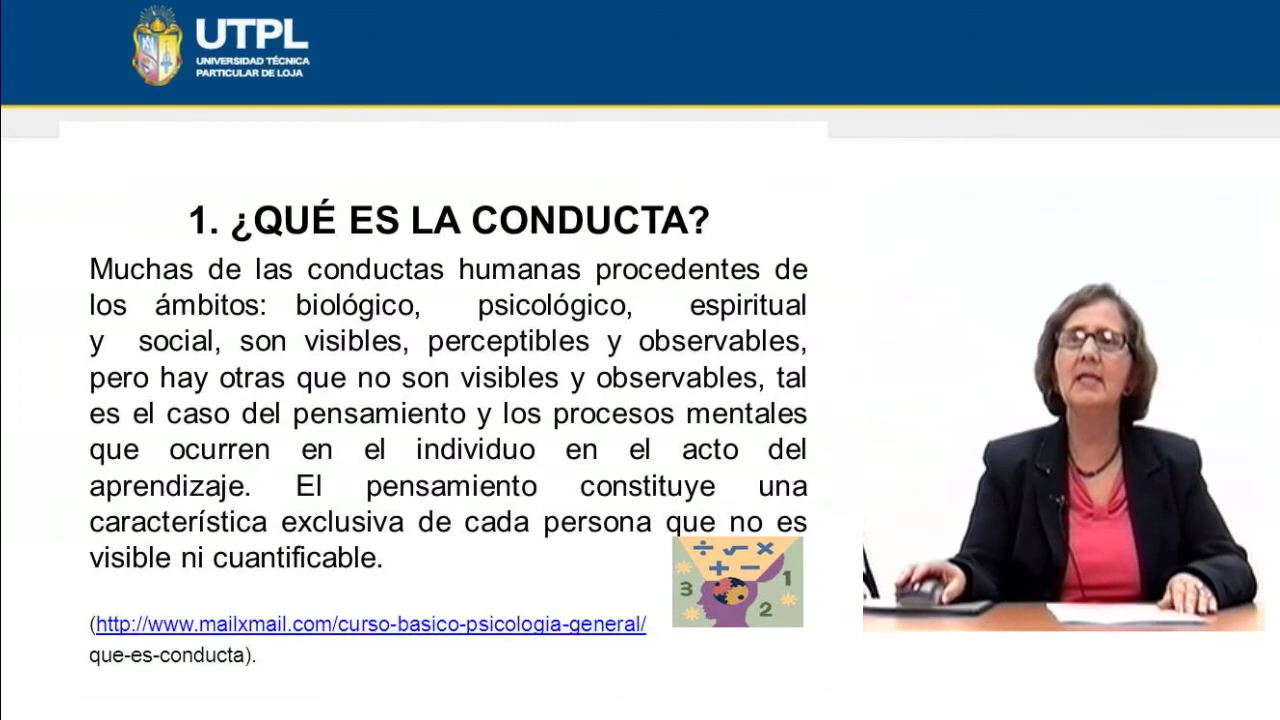 UTPL
UNIVERSIDAD TÉCNICA
PARTICULAR DE LOJA
1. ¿QUÉ ES LA CONDUCTA?
Muchas de las conductas humanas procedentes de
los ámbitos: biológico, psicológico, espiritual
y social, son visibles, perceptibles y observables,
pero hay otras que no son visibles y observables, tal
es el caso del pensamiento y los procesos mentales
que ocurren en el individuo en el acto del
aprendizaje. El pensamiento constituye una
característica exclusiva de cada persona que no es
visible ni cuantificable.
÷ √ ×
+ −
3 1
2
(http://www.mailxmail.com/curso-basico-psicologia-general/
que-es-conducta).